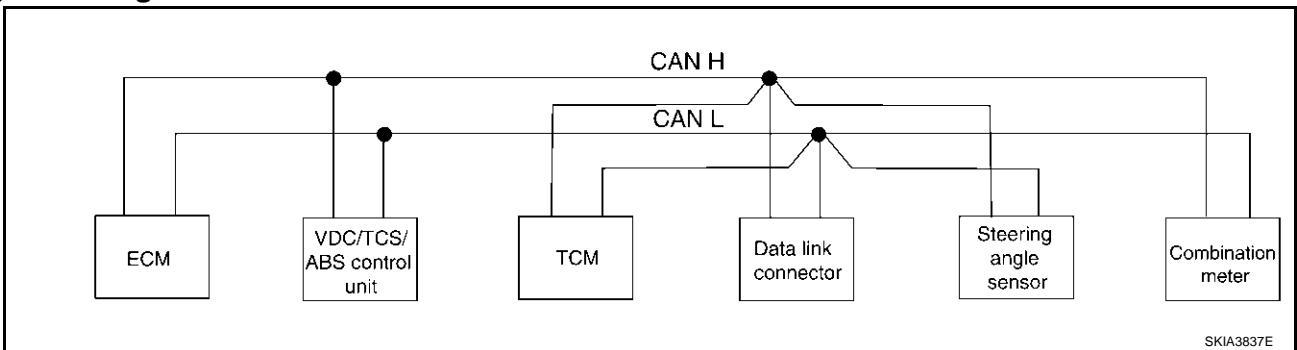 CAN H
CAN L
ECM
VDC/TCS/
ABS control
unit
TCM
Data link
connector
Steering
angle
sensor
Combination
meter
SKIA3837E